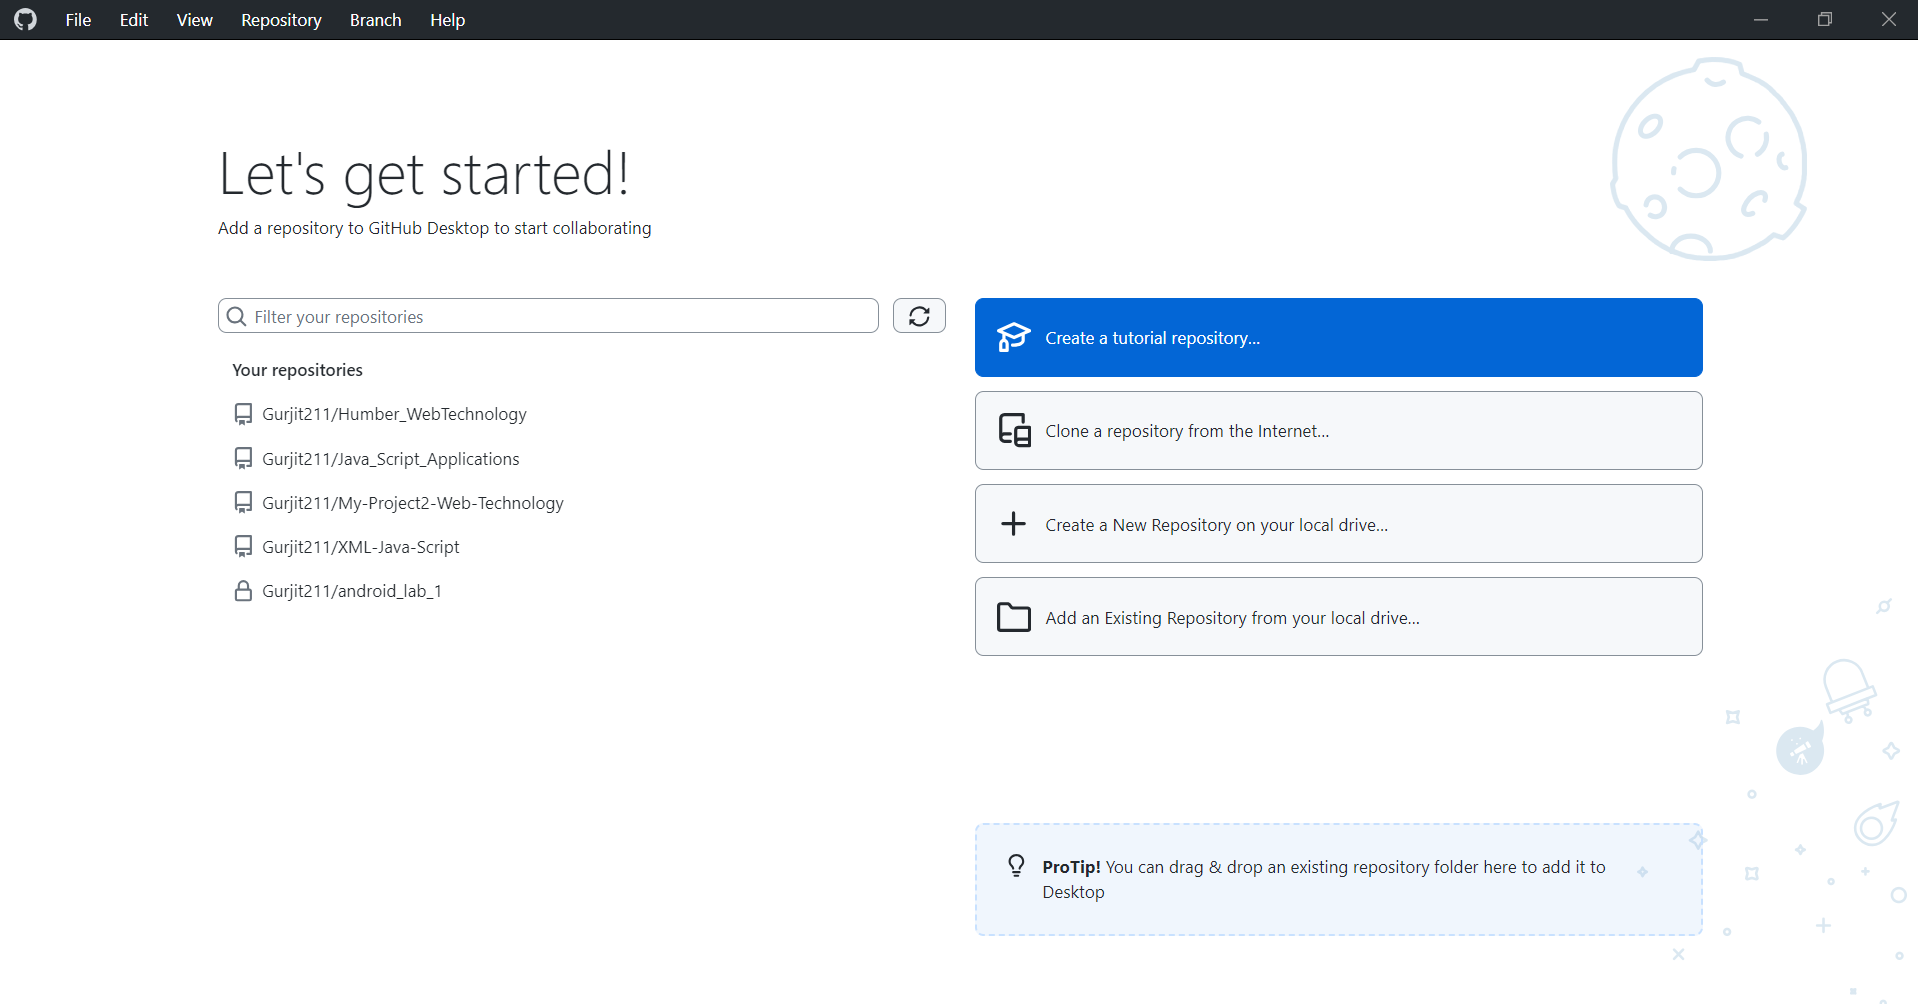 File Edit View Repository Branch Help
Let's get started!
Add a repository to GitHub Desktop to start collaborating
Filter your repositories
Your repositories
Gurjit211/Humber_WebTechnology
Gurjit211/Java_Script_Applications
Gurjit211/My-Project2-Web-Technology
Gurjit211/XML-Java-Script
Gurjit211/android_lab_1
Create a tutorial repository...
Clone a repository from the Internet...
Create a New Repository on your local drive...
Add an Existing Repository from your local drive...
ProTip! You can drag & drop an existing repository folder here to add it to
Desktop